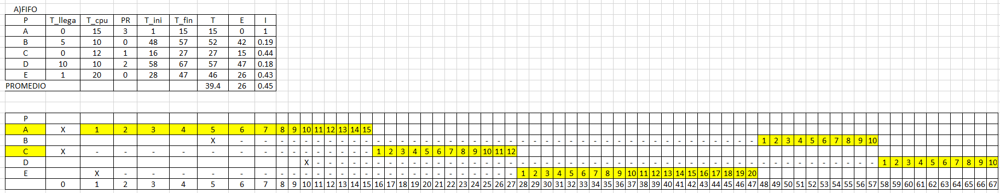 A)FIFO
P T_llega T_cpu PR T_ini T_fin T E I
A 0 15 3 1 15 15 0 1
B 5 10 0 48 57 52 42 0.19
C 0 12 1 16 27 27 15 0.44
D 10 10 2 58 67 57 47 0.18
E 1 20 0 28 47 46 26 0.43
PROMEDIO 39.4 26 0.45
P
A X 1 2 3 4 5 6 7 8 9 10 11 12 13 14 15
B X - - - - - - - - - - - - - - - - - - - - - - - - - - - - - - - - - - - - - - - - - - 1 2 3 4 5 6 7 8 9 10
C X - - - - - - - - - - - - - - - 1 2 3 4 5 6 7 8 9 10 11 12
D X - - - - - - - - - - - - - - - - - - - - - - - - - - - - - - - - - - - - - - - - - - - - - - - 1 2 3 4 5 6 7 8 9 10
E X - - - - - - - - - - - - - - - - - - - - - - - - - - 1 2 3 4 5 6 7 8 9 10 11 12 13 14 15 16 17 18 19 20
0 1 2 3 4 5 6 7 8 9 10 11 12 13 14 15 16 17 18 19 20 21 22 23 24 25 26 27 28 29 30 31 32 33 34 35 36 37 38 39 40 41 42 43 44 45 46 47 48 49 50 51 52 53 54 55 56 57 58 59 60 61 62 63 64 65 66 67